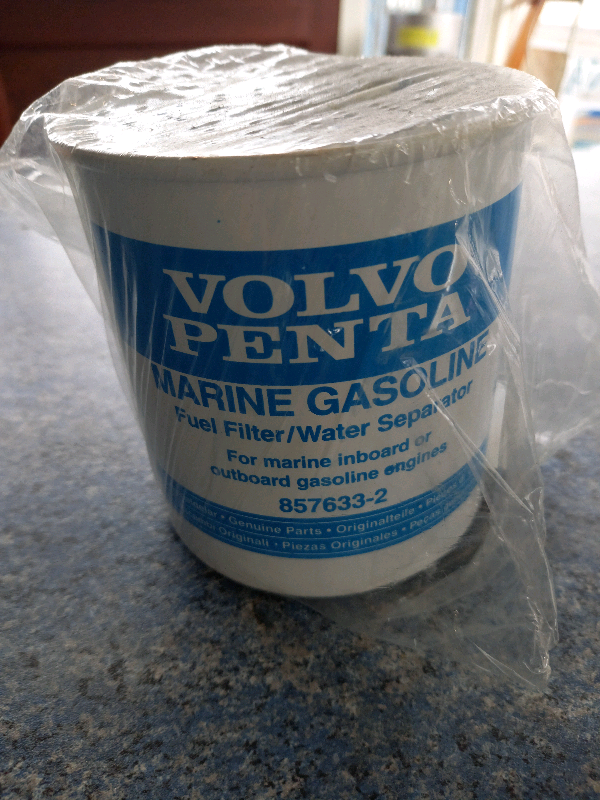 VOLVO
PENTA
MARINE GASOLINE
Fuel Filter/Water Separator
For marine inboard or
outboard gasoline engines
857633-2
• Genuine Parts • Originalteile •
Originali • Piezas Originales •